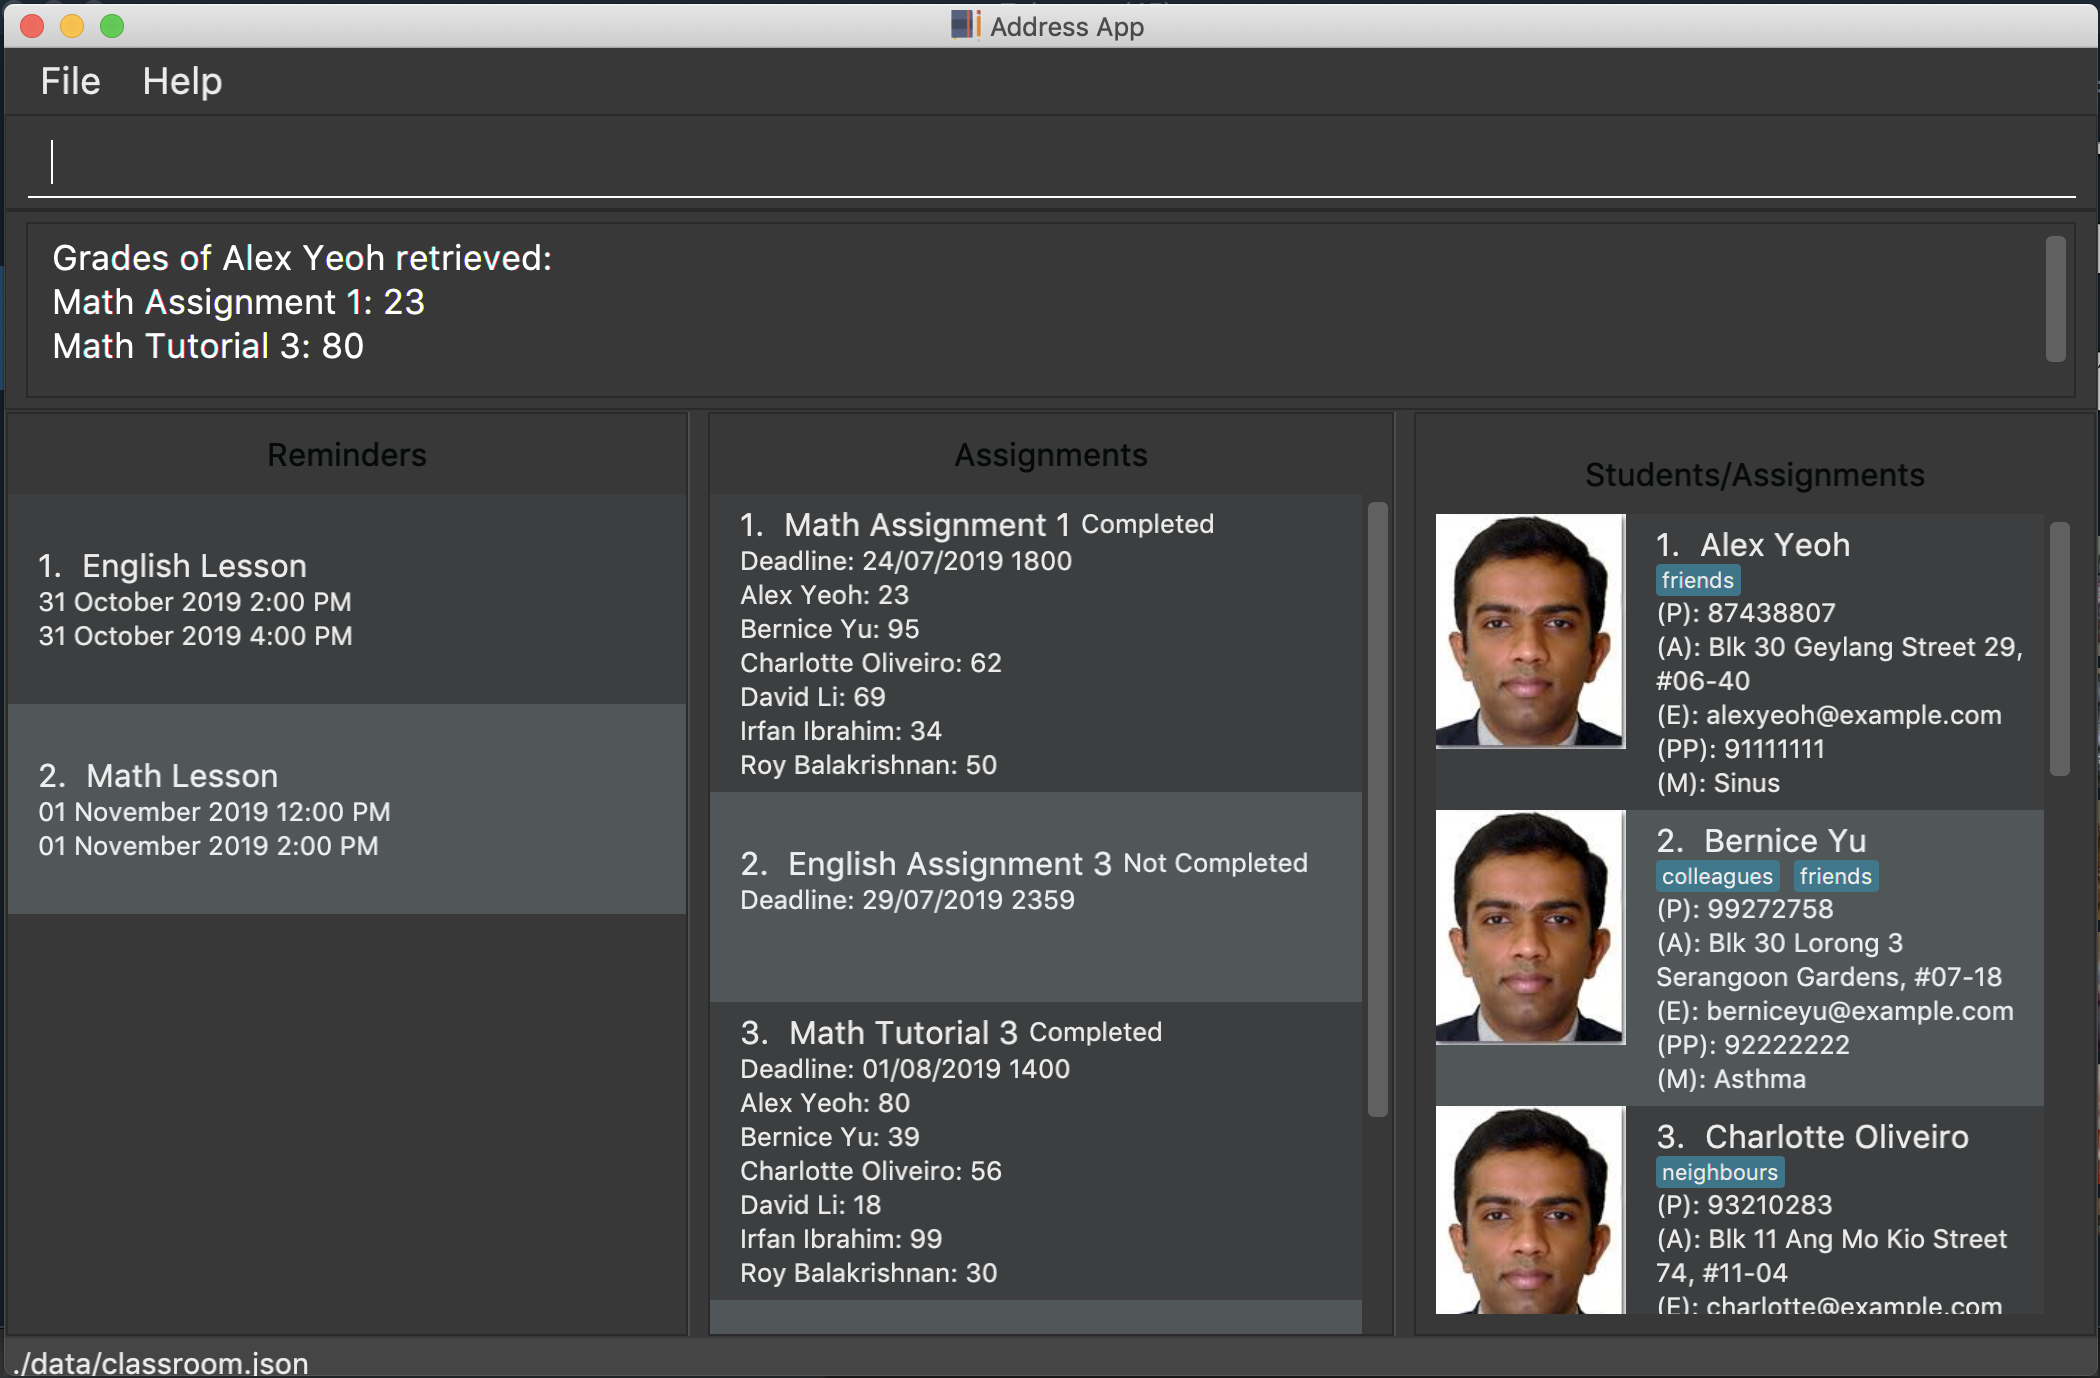 Address App
File Help
Grades of Alex Yeoh retrieved:
Math Assignment 1: 23
Math Tutorial 3: 80
Reminders
1. English Lesson
31 October 2019 2:00 PM
31 October 2019 4:00 PM
2. Math Lesson
01 November 2019 12:00 PM
01 November 2019 2:00 PM
Assignments
1. Math Assignment 1 Completed
Deadline: 24/07/2019 1800
Alex Yeoh: 23
Bernice Yu: 95
Charlotte Oliveiro: 62
David Li: 69
Irfan Ibrahim: 34
Roy Balakrishnan: 50
2. English Assignment 3 Not Completed
Deadline: 29/07/2019 2359
3. Math Tutorial 3 Completed
Deadline: 01/08/2019 1400
Alex Yeoh: 80
Bernice Yu: 39
Charlotte Oliveiro: 56
David Li: 18
Irfan Ibrahim: 99
Roy Balakrishnan: 30
Students/Assignments
1. Alex Yeoh
friends
(P): 87438807
(A): Blk 30 Geylang Street 29,
#06-40
(E): alexyeoh@example.com
(PP): 91111111
(M): Sinus
2. Bernice Yu
colleagues friends
(P): 99272758
(A): Blk 30 Lorong 3
Serangoon Gardens, #07-18
(E): berniceyu@example.com
(PP): 92222222
(M): Asthma
3. Charlotte Oliveiro
neighbours
(P): 93210283
(A): Blk 11 Ang Mo Kio Street
74, #11-04
(E): charlotte@example.com
./data/classroom.json